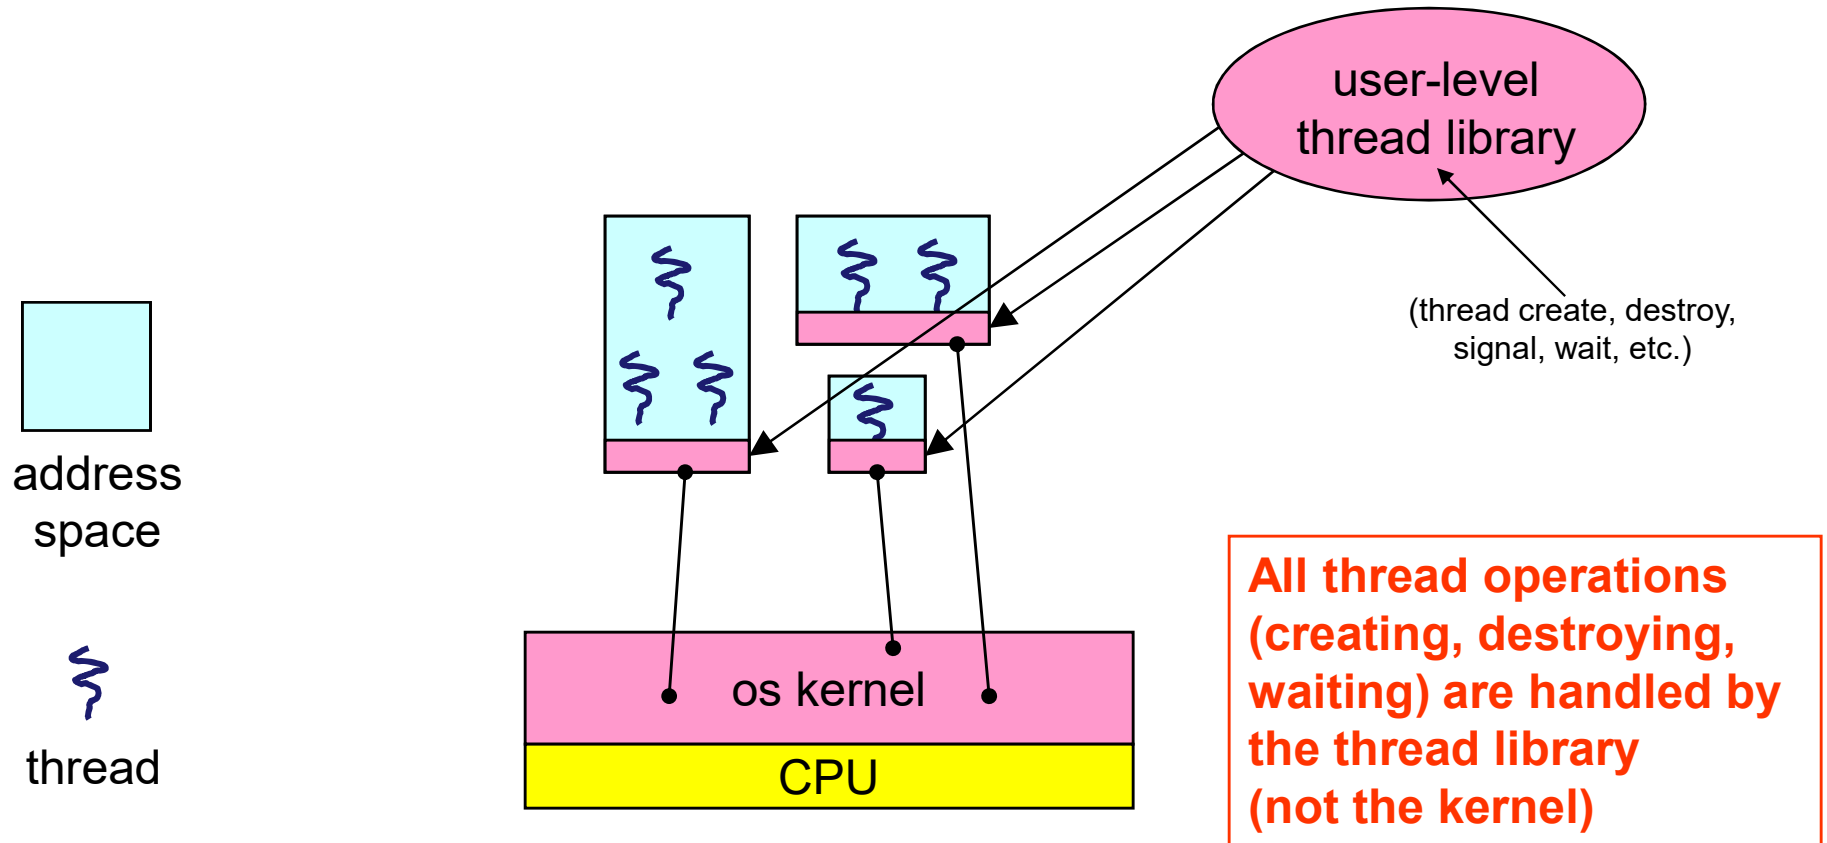 user-level
thread library
(thread create, destroy,
signal, wait, etc.)
address
space
thread
os kernel
CPU
All thread operations
(creating, destroying,
waiting) are handled by
the thread library
(not the kernel)